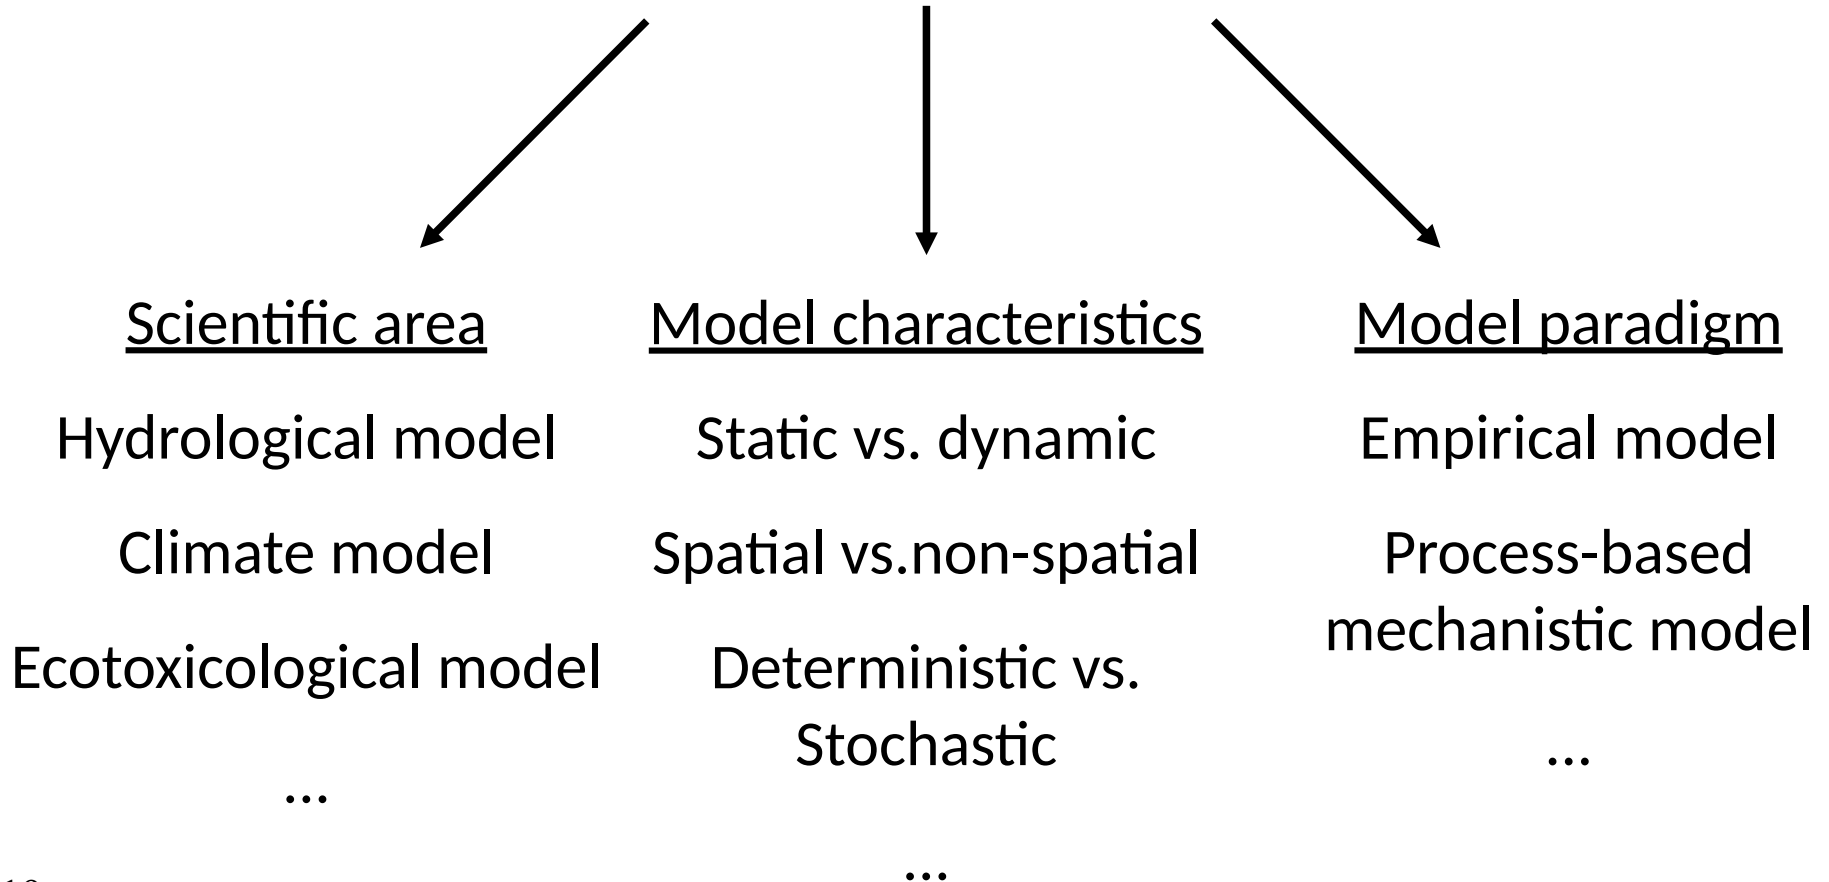 Scientific area
Hydrological model
Climate model
Ecotoxicological model
...
Model characteristics
Static vs. dynamic
Spatial vs.non-spatial
Deterministic vs.
Stochastic
...
Model paradigm
Empirical model
Process-based
mechanistic model
...